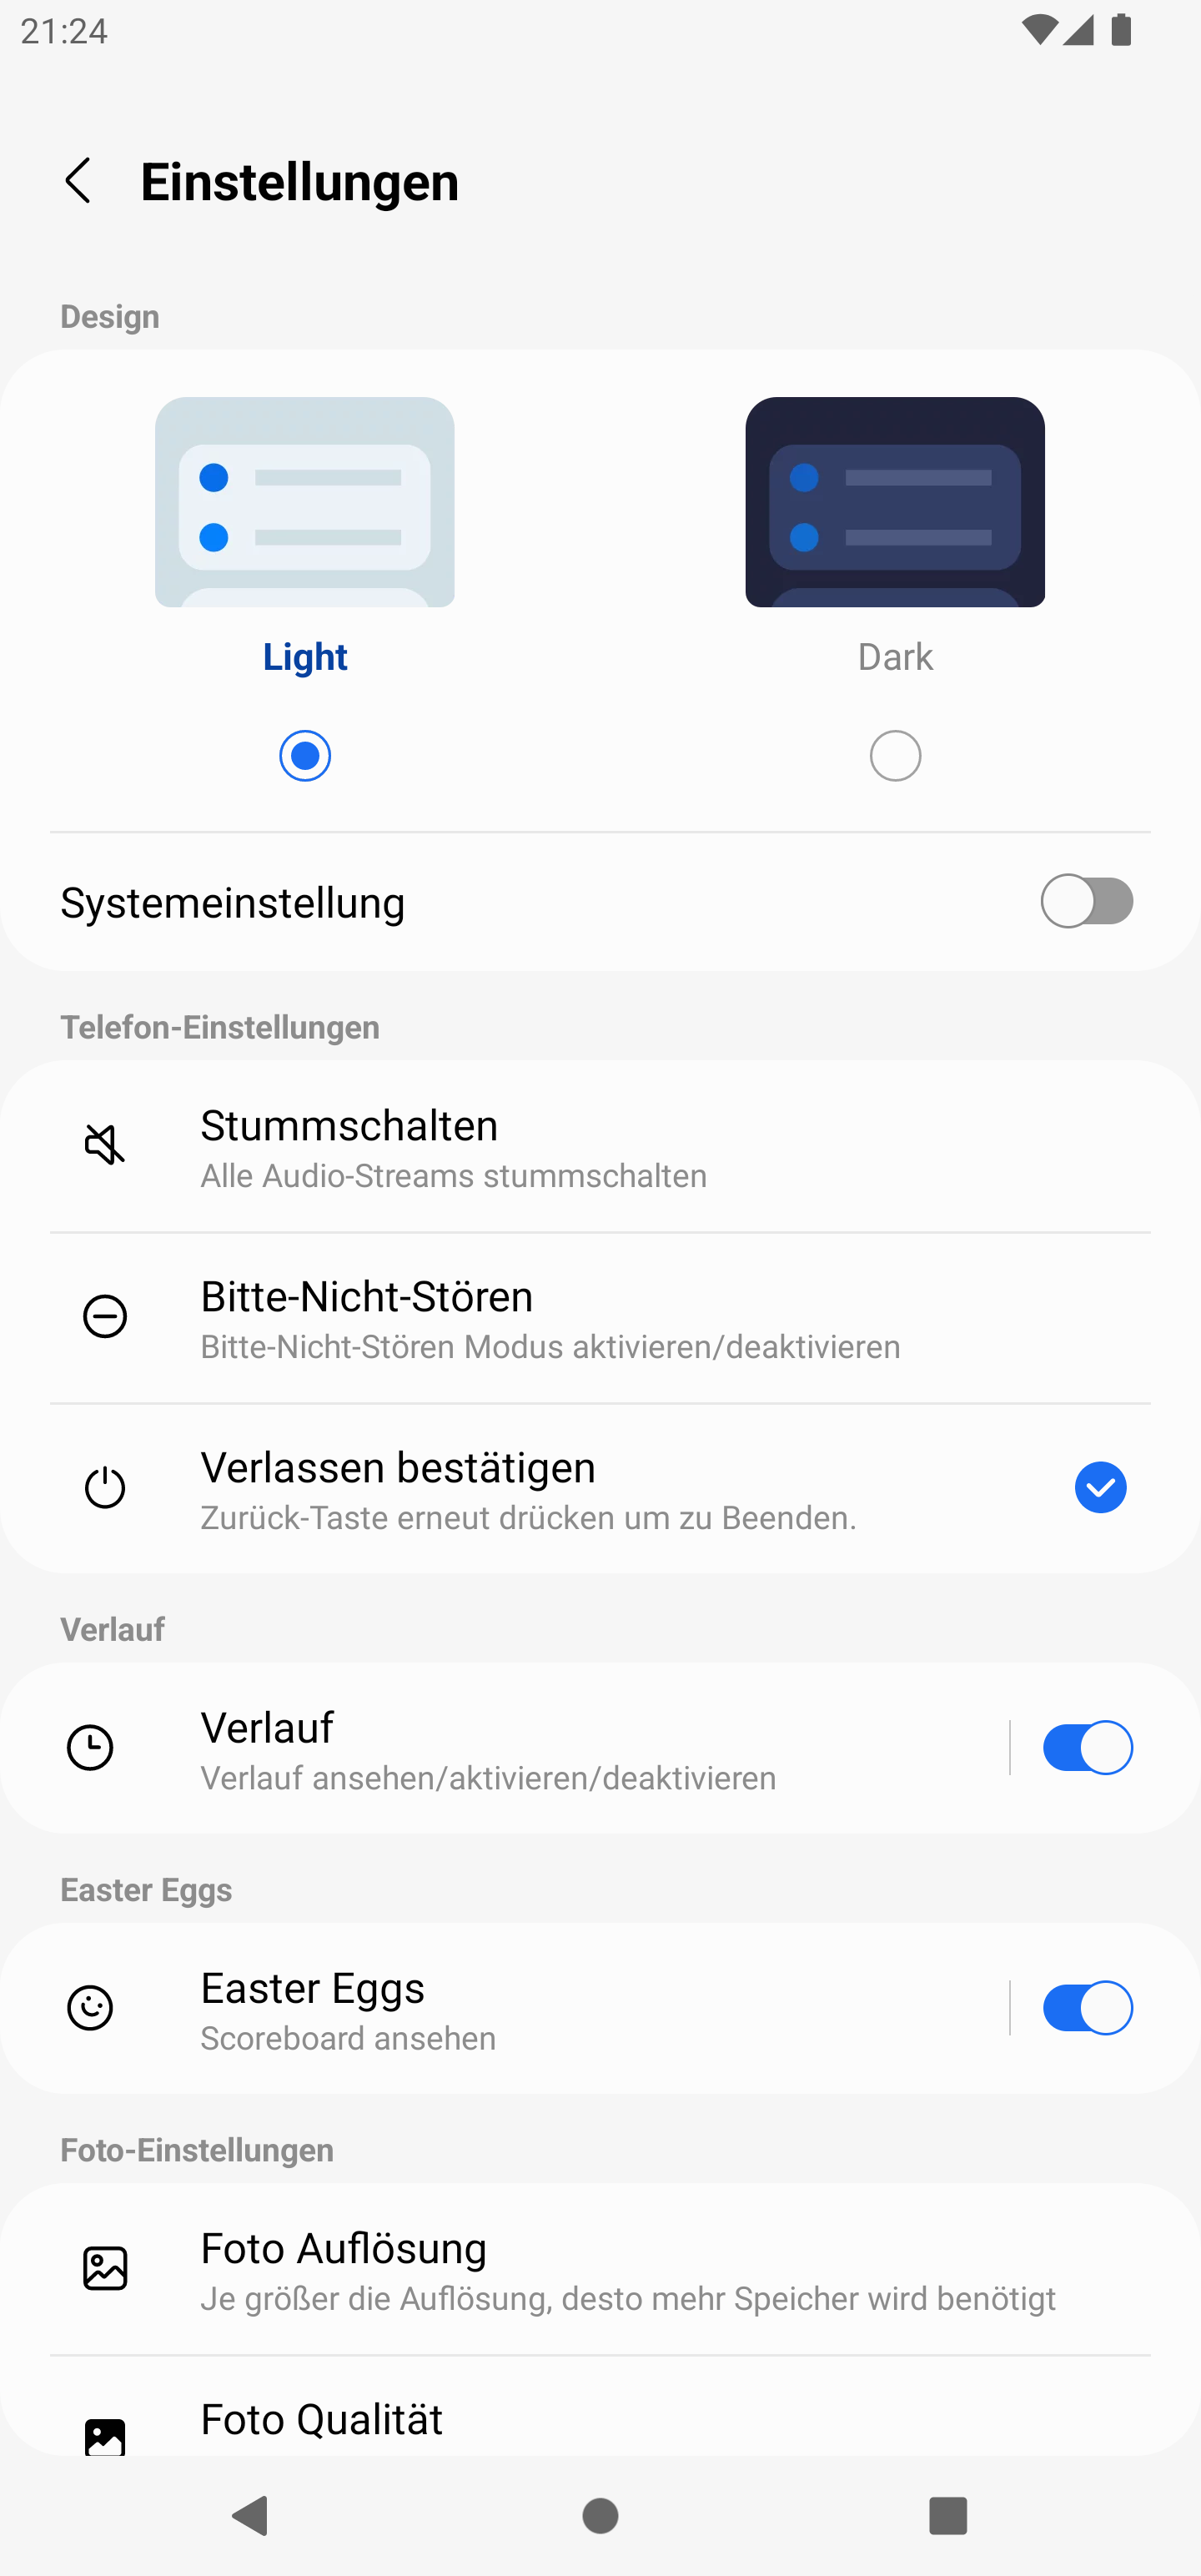 21:24
Einstellungen
Design
Light
Dark
Systemeinstellung
Telefon-Einstellungen
Stummschalten
Alle Audio-Streams stummschalten
Bitte-Nicht-Stören
Bitte-Nicht-Stören Modus aktivieren/deaktivieren
Verlassen bestätigen
Zurück-Taste erneut drücken um zu Beenden.
Verlauf
Verlauf
Verlauf ansehen/aktivieren/deaktivieren
Easter Eggs
Easter Eggs
Scoreboard ansehen
Foto-Einstellungen
Foto Auflösung
Je größer die Auflösung, desto mehr Speicher wird benötigt
Foto Qualität